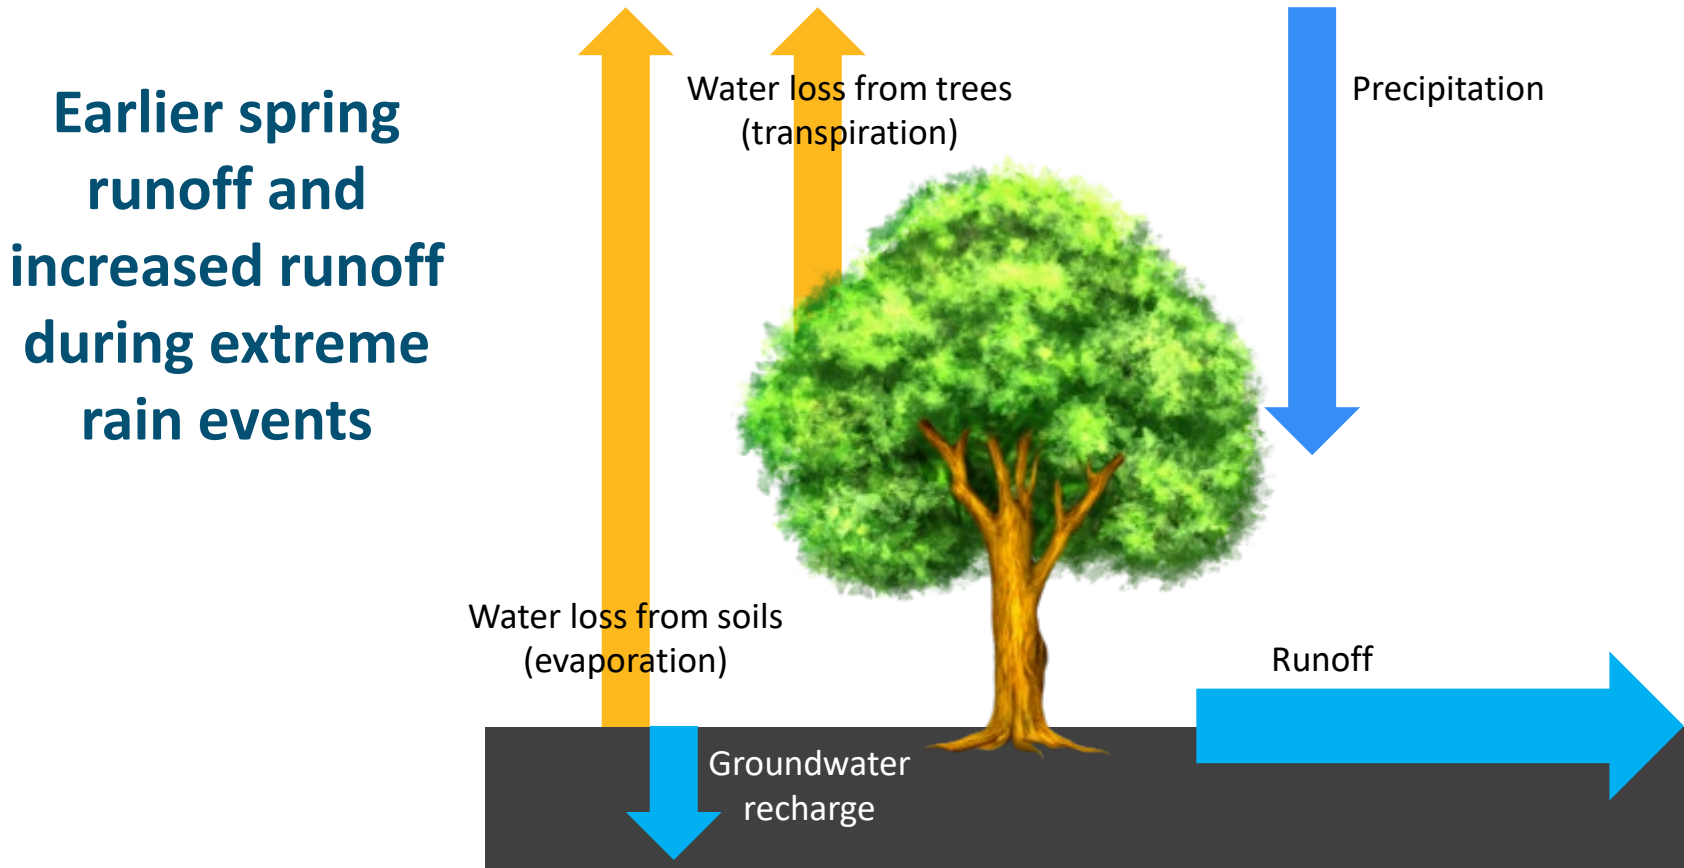 Earlier spring
runoff and
increased runoff
during extreme
rain events
Water loss from trees
(transpiration)
Precipitation
Water loss from soils
(evaporation)
Runoff
Groundwater
recharge